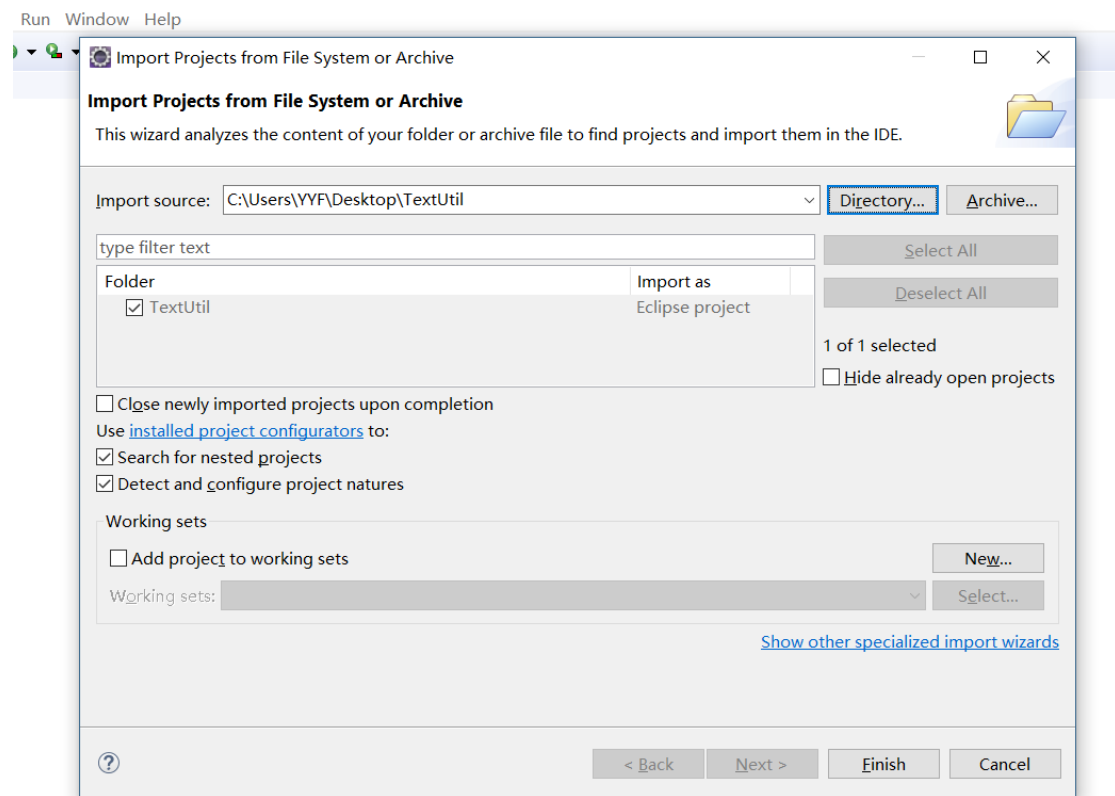 Run Window Help
Import Projects from File System or Archive
Import Projects from File System or Archive
This wizard analyzes the content of your folder or archive file to find projects and import them in the IDE.
Import source: C:\Users\YYF\Desktop\TextUtil Directory... Archive...
type filter text Select All
Folder Import as
TextUtil Eclipse project
Deselect All
1 of 1 selected
Hide already open projects
Close newly imported projects upon completion
Use installed project configurators to:
Search for nested projects
Detect and configure project natures
Working sets
Add project to working sets New...
Working sets: Select...
Show other specialized import wizards
? < Back Next > Finish Cancel